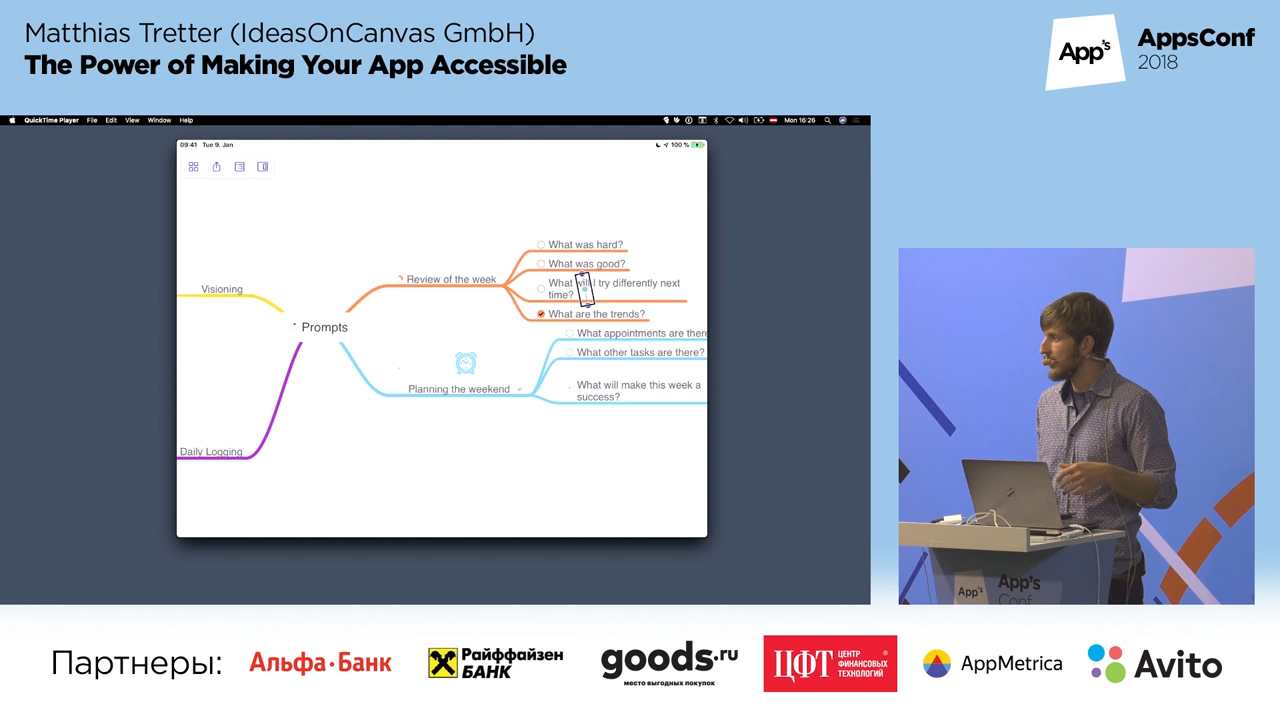 Matthias Tretter (IdeasOnCanvas GmbH)
The Power of Making Your App Accessible
App's
AppsConf
2018
QuickTime Player File Edit View Window Help
Mon 16:26
09:41 Tue 9. Jan
100 %
What was hard?
What was good?
Review of the week
What will I try differently next
time?
What are the trends?
Visioning
Prompts
What appointments are there
What other tasks are there?
Planning the weekend
What will make this week a
success?
Daily Logging
App's
App's
Conf
Партнеры:
Альфа·Банк
Райффайзен
БАНК
goods.ru
место выгодных покупок
ЦФТ
ЦЕНТР
ФИНАНСОВЫХ
ТЕХНОЛОГИЙ
®
AppMetrica
Avito